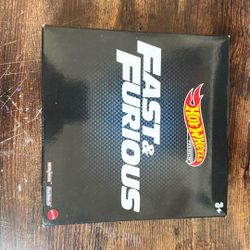 Hot Wheels
FAST &
FURIOUS
3+